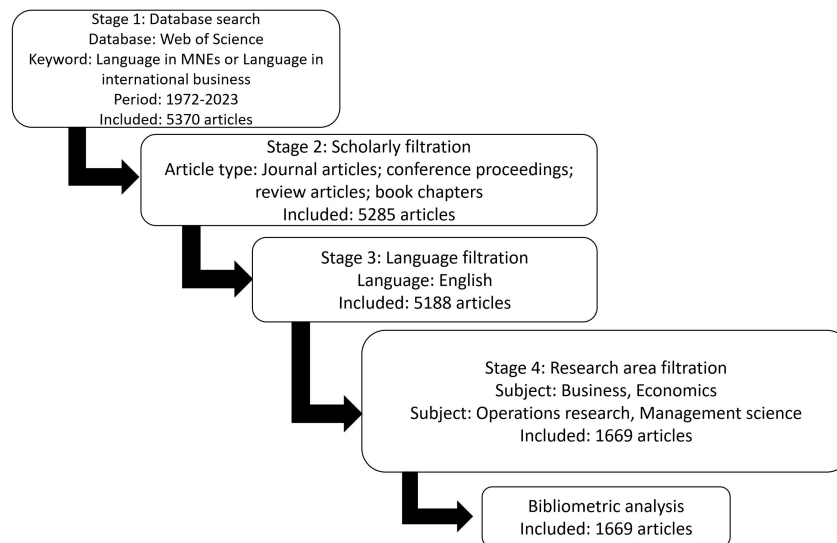 Stage 1: Database search
Database: Web of Science
Keyword: Language in MNEs or Language in
international business
Period: 1972-2023
Included: 5370 articles
Stage 2: Scholarly filtration
Article type: Journal articles; conference proceedings;
review articles; book chapters
Included: 5285 articles
Stage 3: Language filtration
Language: English
Included: 5188 articles
Stage 4: Research area filtration
Subject: Business, Economics
Subject: Operations research, Management science
Included: 1669 articles
Bibliometric analysis
Included: 1669 articles